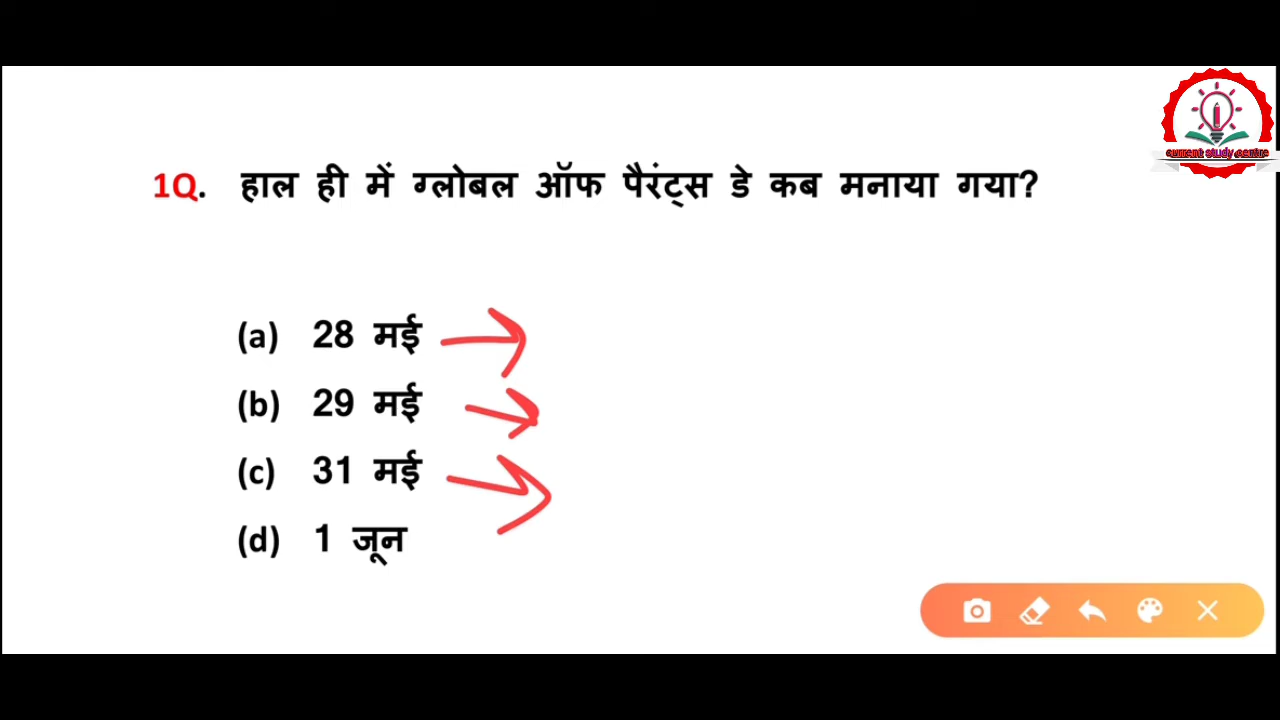 current study centre
1Q. हाल ही में ग्लोबल ऑफ पैरंट्स डे कब मनाया गया?
(a) 28 मई
(b) 29 मई
(c) 31 मई
(d) 1 जून